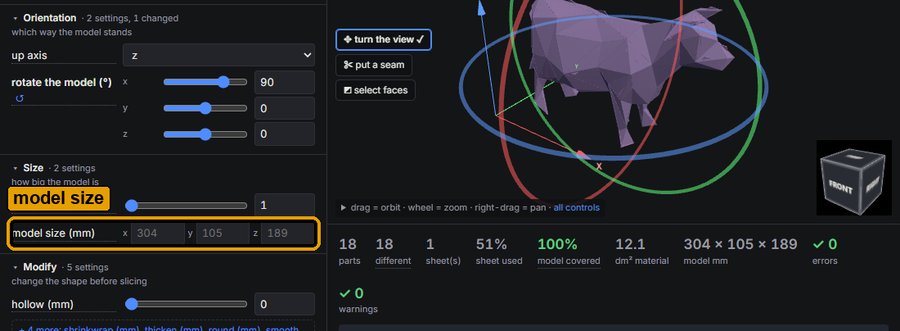 ▾ Orientation · 2 settings, 1 changed
which way the model stands
up axis z
rotate the model (°) x 90
↺
y 0
z 0
▾ Size · 2 settings
how big the model is
model size
1
model size (mm) x 304 y 105 z 189
▾ Modify · 5 settings
change the shape before slicing
hollow (mm) 0
+ 4 more: shrinkwrap (mm), thicken (mm), round (mm), smooth
✥ turn the view ✓
✂ put a seam
◩ select faces
Y
X
FRONT
▶ drag = orbit · wheel = zoom · right-drag = pan · all controls
18 18 1 51% 100% 12.1 304 × 105 × 189 ✓ 0
parts different sheet(s) sheet used model covered dm² material model mm errors
✓ 0
warnings